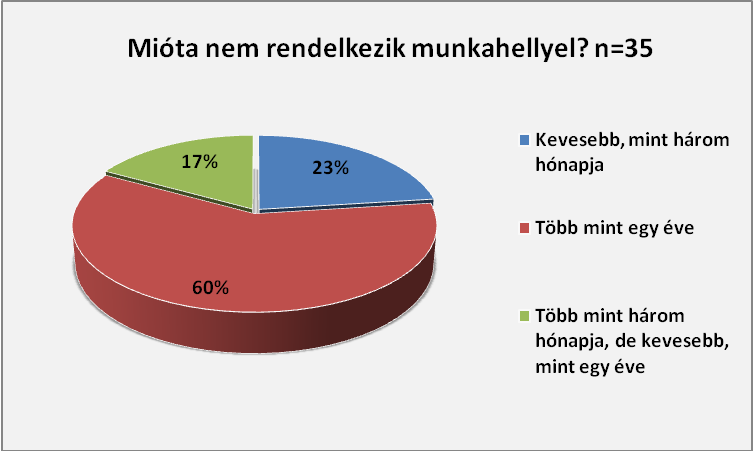 Mióta nem rendelkezik munkahellyel? n=35
17%
23%
60%
Kevesebb, mint három
hónapja
Több mint egy éve
Több mint három
hónapja, de kevesebb,
mint egy éve